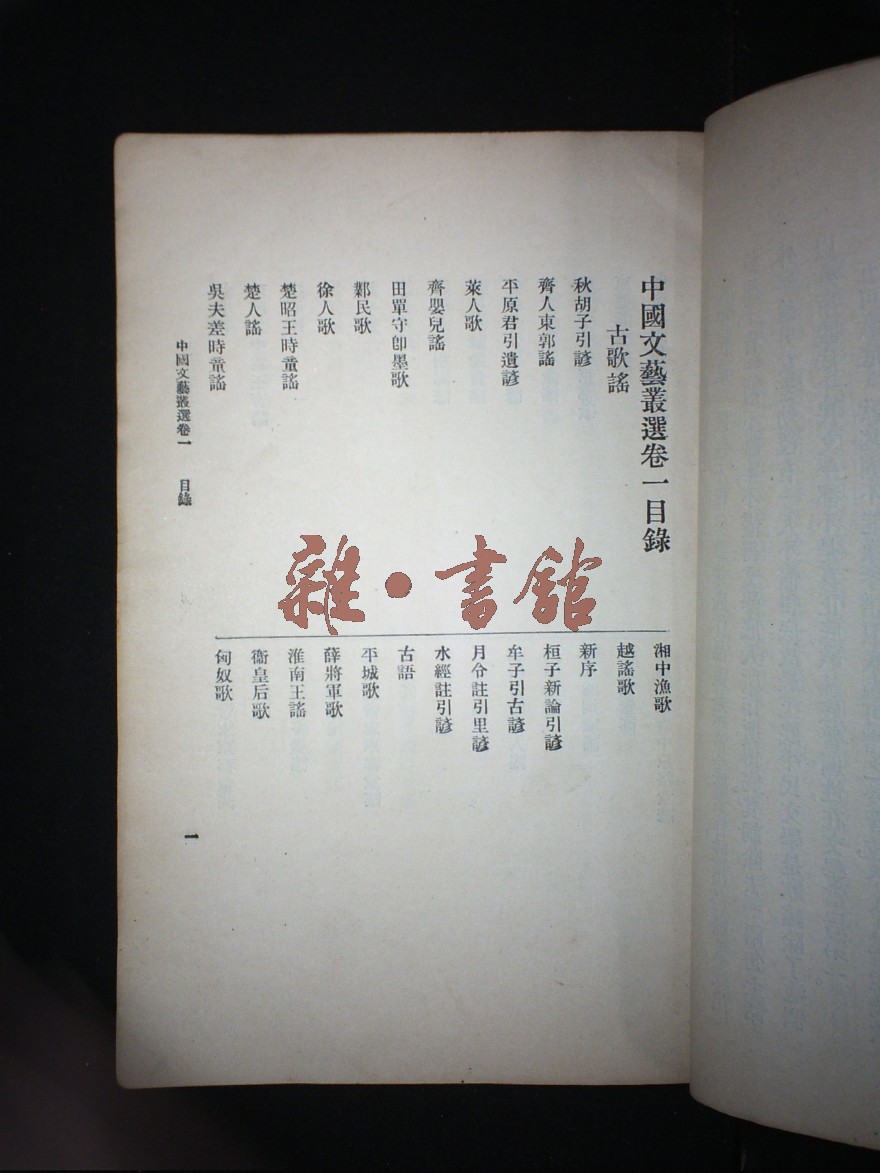 中國文藝叢選卷一目錄
古歌謠
秋胡子引諺
齊人東郭謠
平原君引遺諺
萊人歌
齊嬰兒謠
田單守卽墨歌
鄴民歌
徐人歌
楚昭王時童謠
楚人謠
吳夫差時童謠
湘中漁歌
越謠歌
新序
桓子新論引諺
牟子引古諺
月令註引里諺
水經註引諺
古語
平城歌
薛將軍歌
淮南王謠
衞皇后歌
匈奴歌
中國文藝叢選卷一 目錄
一
雜·書館